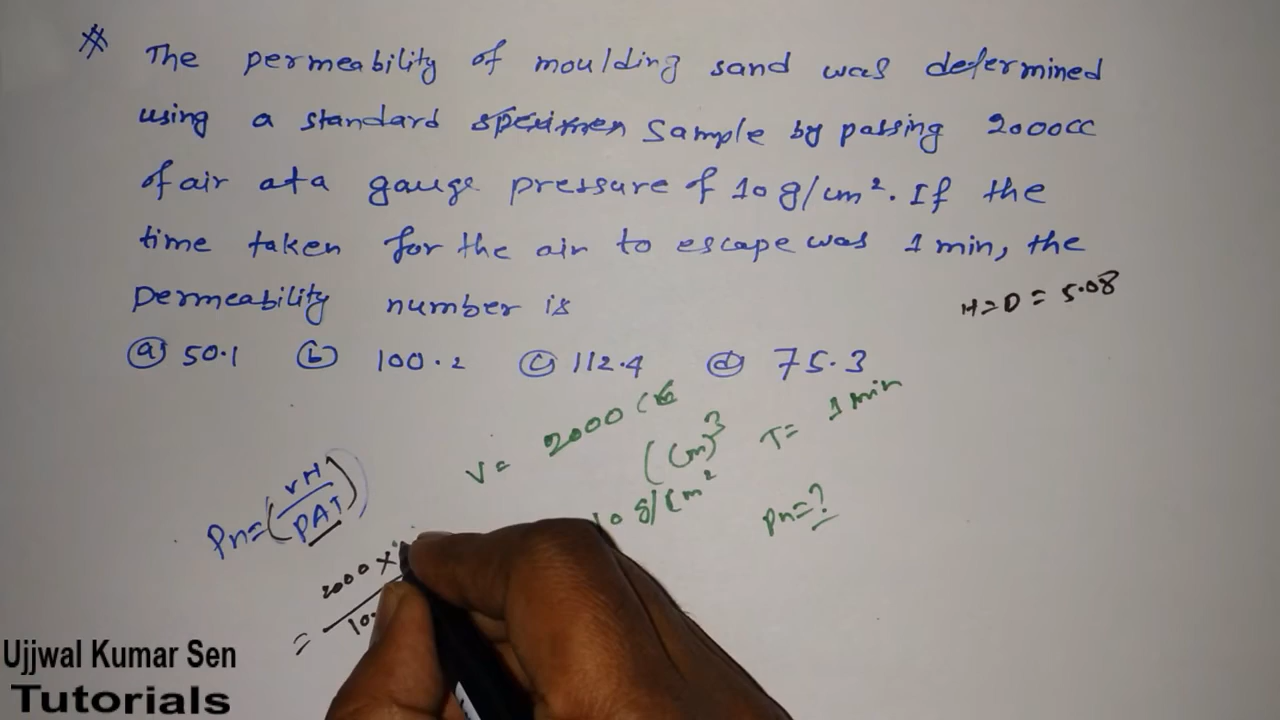 The permeability of moulding sand was determined
using a standard sample by passing 2000cc
of air at a gauge pressure of 10 g/cm². If the
time taken for the air to escape was 1 min, the
permeability number is
H=D = 5.08
(a) 50.1 (b) 100.2 (c) 112.4 (d) 75.3
V= 2000 cc
(cm)³
T= 1 min
10 g/cm²
Pn=?
Pn=(VH/PAT)
= 2000 ×
10
Ujjwal Kumar Sen
Tutorials